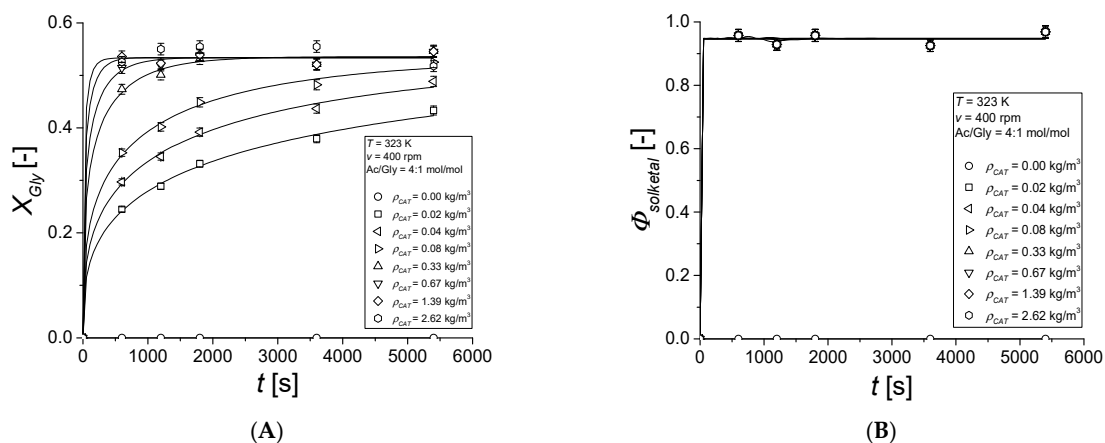 0.6
0.4
0.2
0.0
X_Gly [-]
0 1000 2000 3000 4000 5000 6000
t [s]
T = 323 K
v = 400 rpm
Ac/Gly = 4:1 mol/mol
ρ_CAT = 0.00 kg/m³
ρ_CAT = 0.02 kg/m³
ρ_CAT = 0.04 kg/m³
ρ_CAT = 0.08 kg/m³
ρ_CAT = 0.33 kg/m³
ρ_CAT = 0.67 kg/m³
ρ_CAT = 1.39 kg/m³
ρ_CAT = 2.62 kg/m³
(A)
1.0
0.8
0.6
0.4
0.2
0.0
Φ_solketal [-]
0 1000 2000 3000 4000 5000 6000
t [s]
T = 323 K
v = 400 rpm
Ac/Gly = 4:1 mol/mol
ρ_CAT = 0.00 kg/m³
ρ_CAT = 0.02 kg/m³
ρ_CAT = 0.04 kg/m³
ρ_CAT = 0.08 kg/m³
ρ_CAT = 0.33 kg/m³
ρ_CAT = 0.67 kg/m³
ρ_CAT = 1.39 kg/m³
ρ_CAT = 2.62 kg/m³
(B)